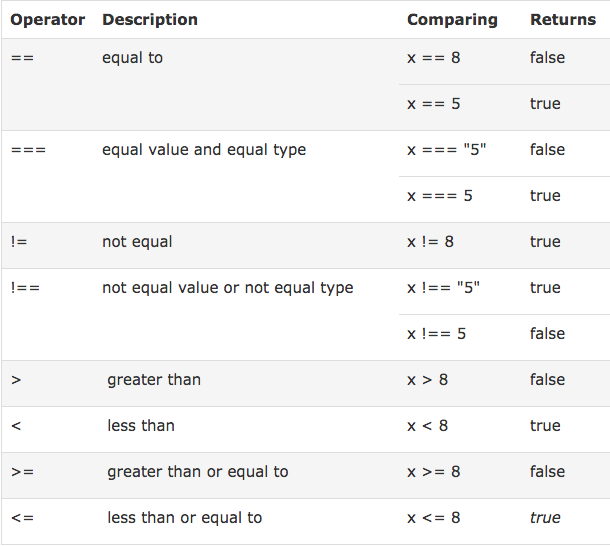 Operator Description Comparing Returns
== equal to x == 8 false
x == 5 true
=== equal value and equal type x === "5" false
x === 5 true
!= not equal x != 8 true
!== not equal value or not equal type x !== "5" true
x !== 5 false
> greater than x > 8 false
< less than x < 8 true
>= greater than or equal to x >= 8 false
<= less than or equal to x <= 8 true